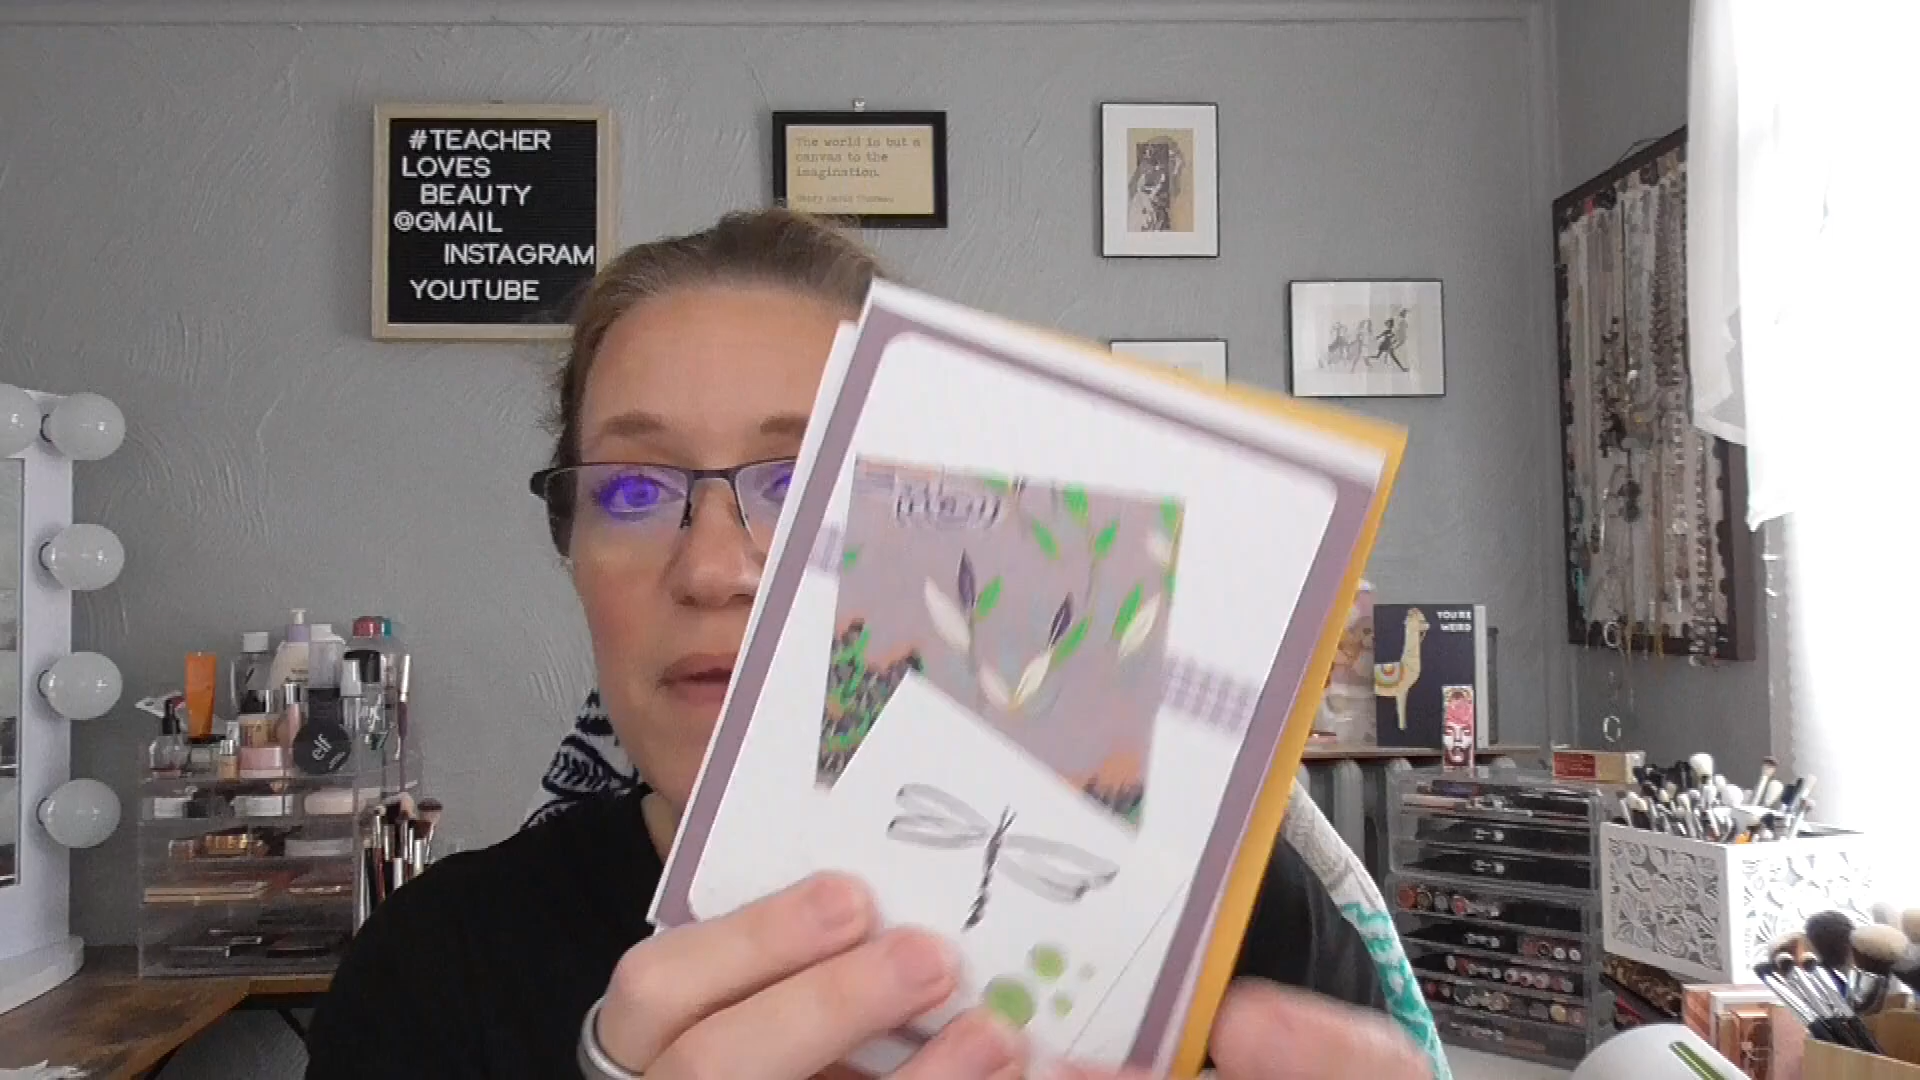 #TEACHER
LOVES
BEAUTY
@GMAIL
INSTAGRAM
YOUTUBE
The world is but a
canvas to the
imagination.
YOU'RE
WEIRD
elf